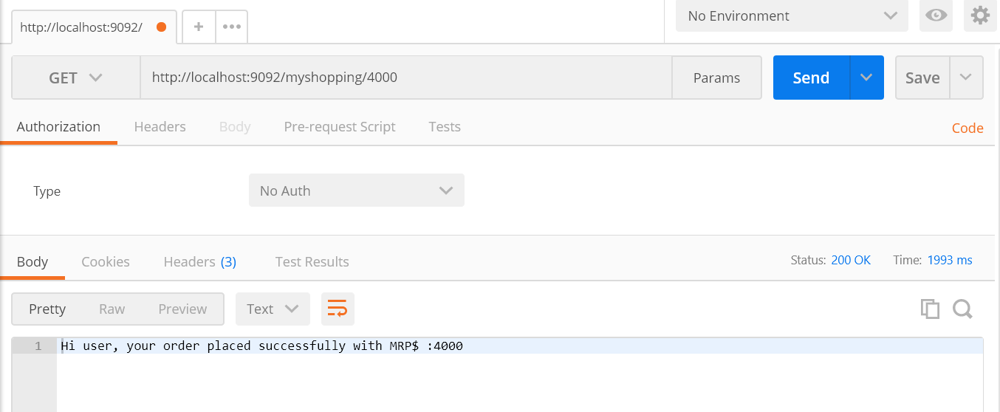 http://localhost:9092/
No Environment
GET http://localhost:9092/myshopping/4000 Params Send Save
Authorization Headers Body Pre-request Script Tests Code
Type No Auth
Body Cookies Headers (3) Test Results Status: 200 OK Time: 1993 ms
Pretty Raw Preview Text
1 Hi user, your order placed successfully with MRP$ :4000